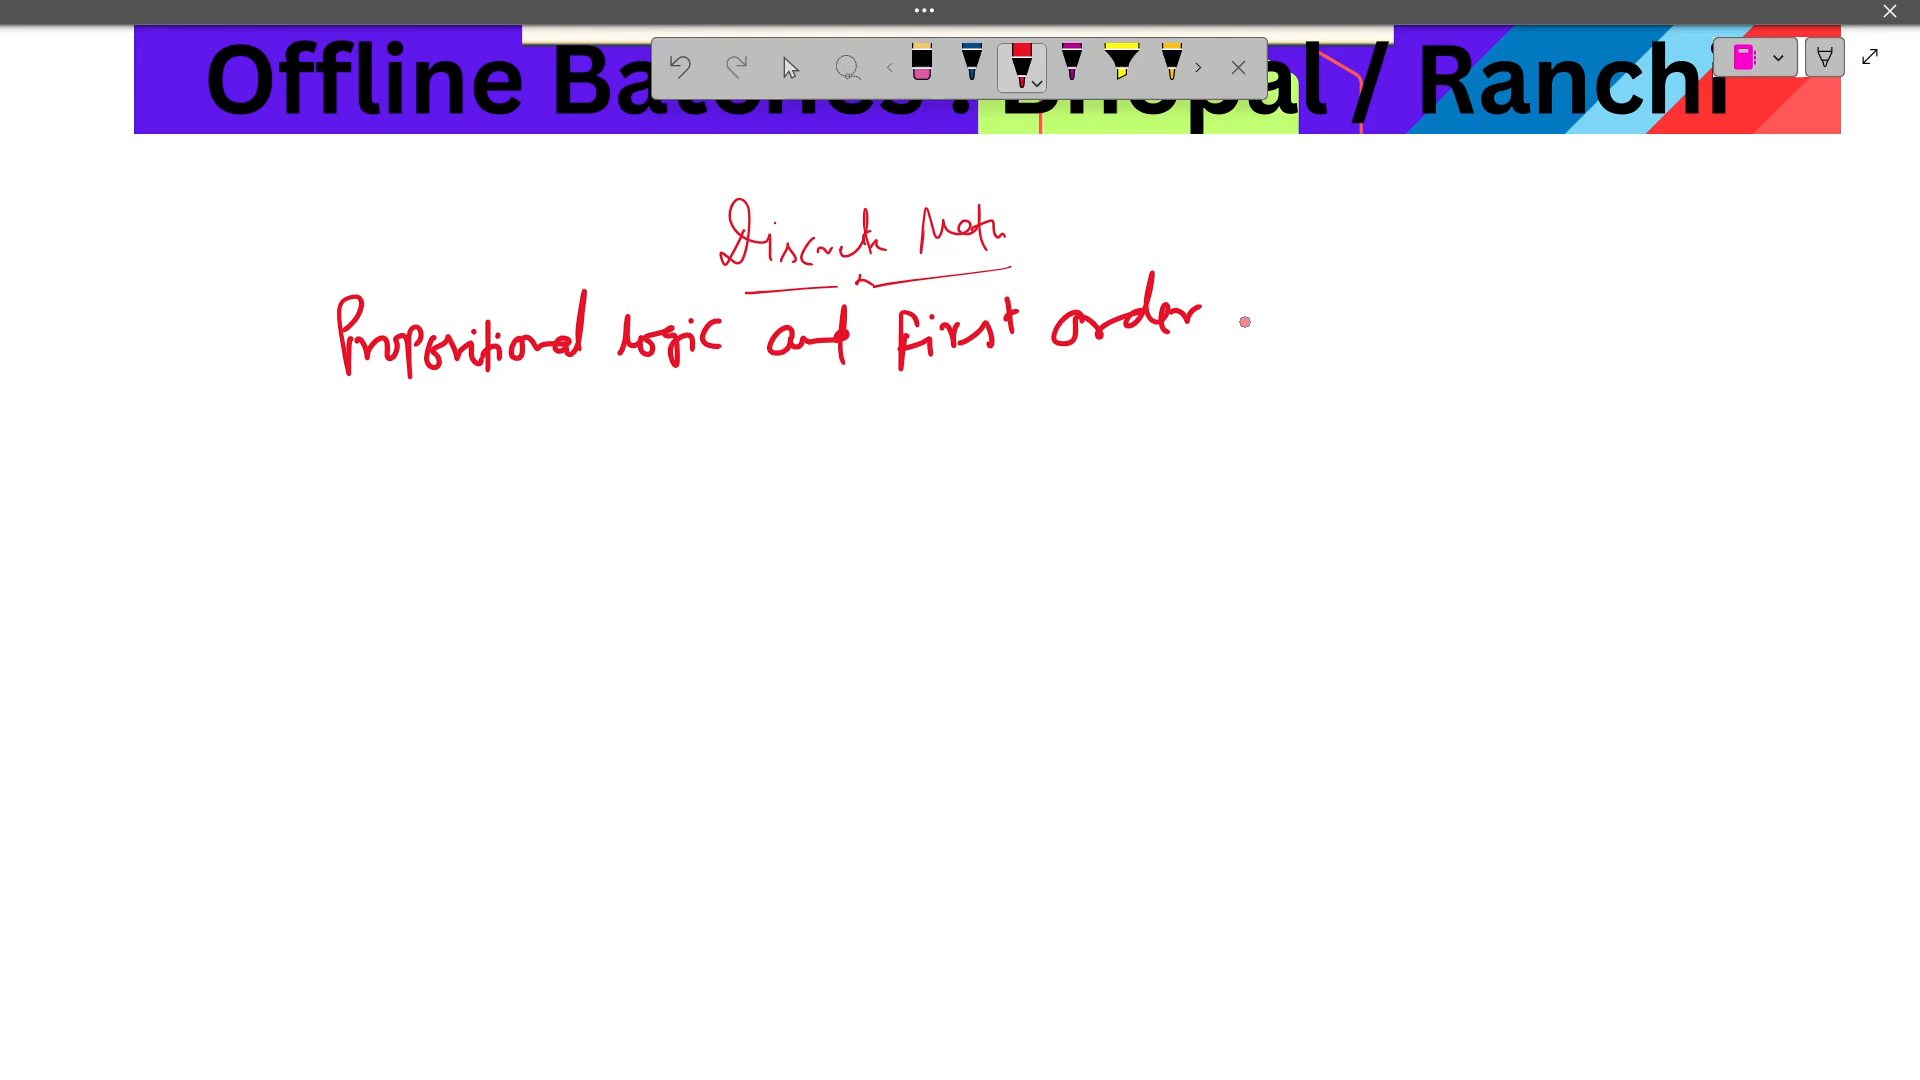 Offline Batches : Bhopal / Ranchi
Discrete Math
Propositional logic and first order